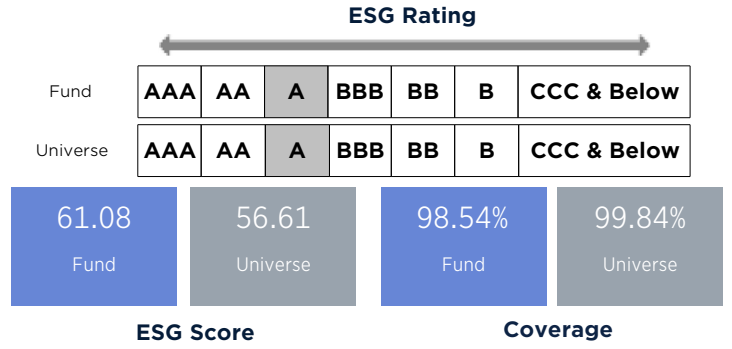 ESG Rating
Fund AAA AA A BBB BB B CCC & Below
Universe AAA AA A BBB BB B CCC & Below
61.08 56.61 98.54% 99.84%
Fund Universe Fund Universe
ESG Score Coverage